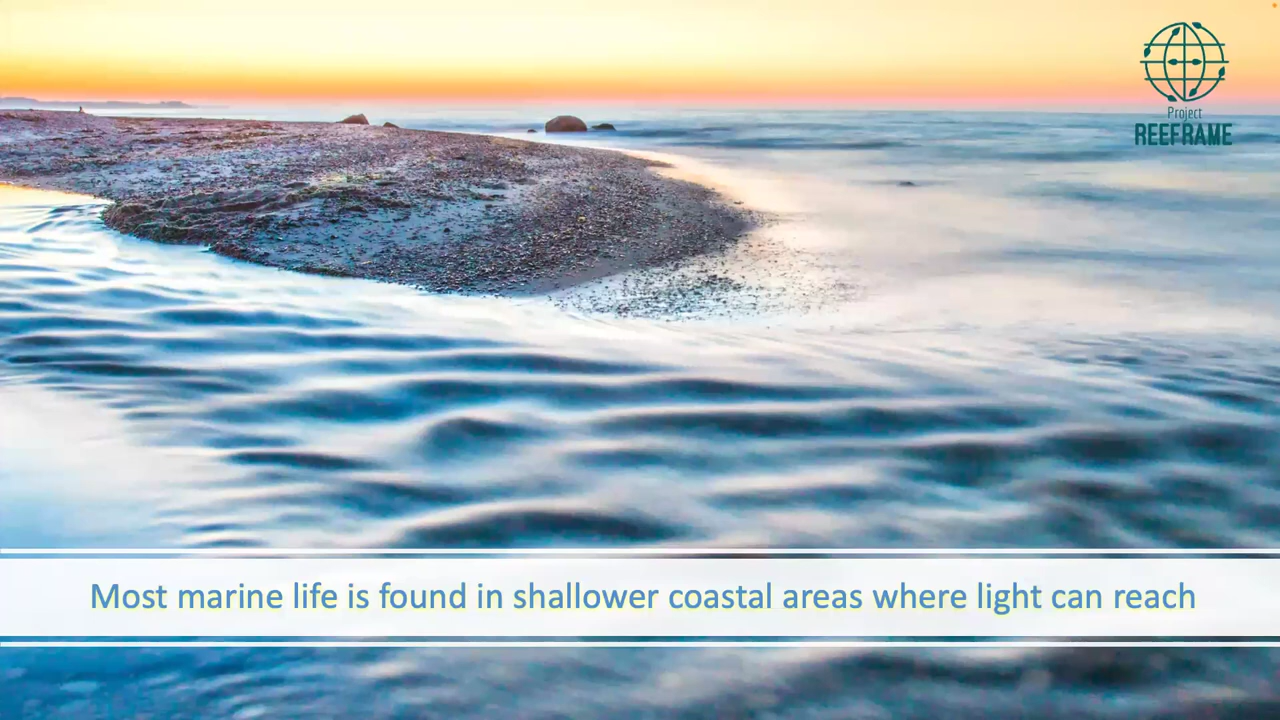 Project
REEFRAME
Most marine life is found in shallower coastal areas where light can reach